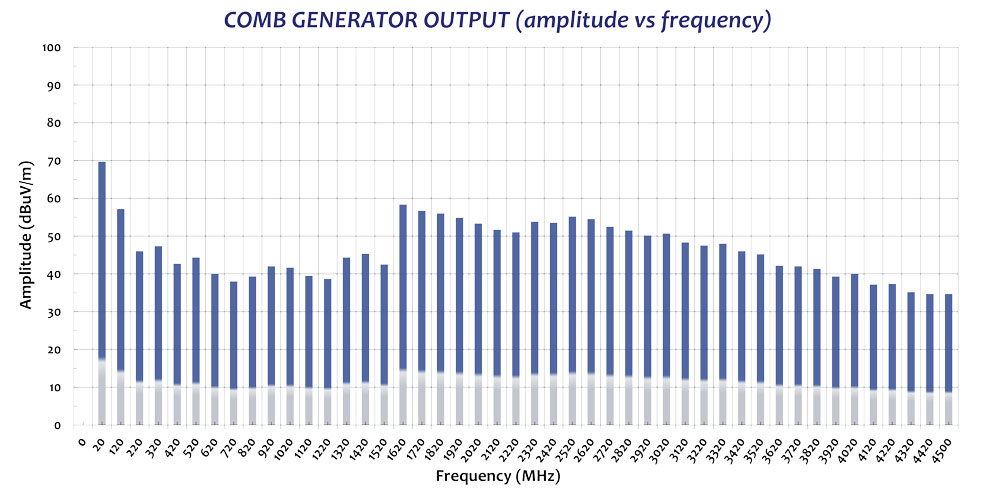 COMB GENERATOR OUTPUT (amplitude vs frequency)
Amplitude (dBuV/m)
100
90
80
70
60
50
40
30
20
10
0
0 20 120 220 320 420 520 620 720 820 920 1020 1120 1220 1320 1420 1520 1620 1720 1820 1920 2020 2120 2220 2320 2420 2520 2620 2720 2820 2920 3020 3120 3220 3320 3420 3520 3620 3720 3820 3920 4020 4120 4220 4320 4420 4500
Frequency (MHz)